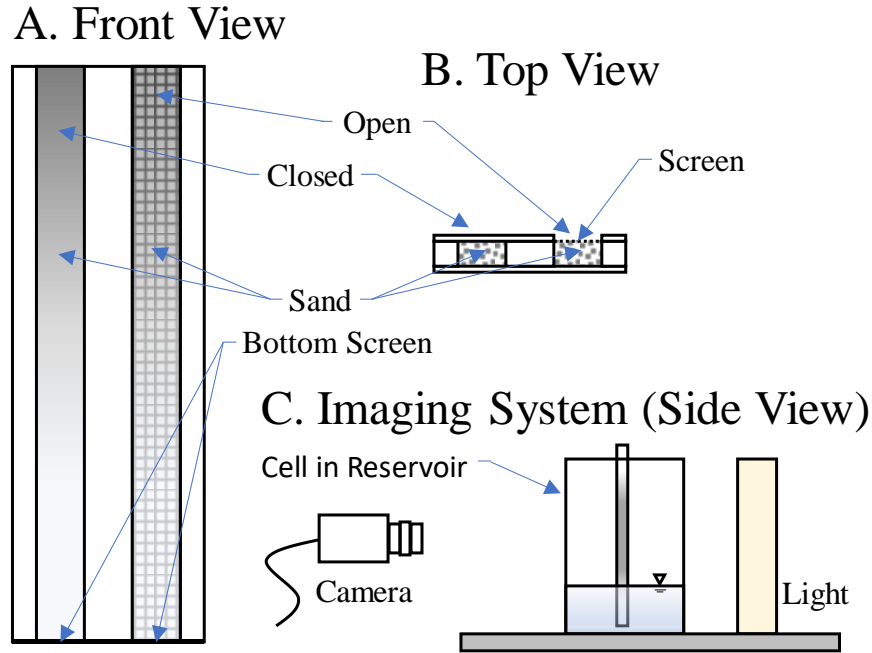 A. Front View
B. Top View
Open
Screen
Closed
Sand
Bottom Screen
C. Imaging System (Side View)
Cell in Reservoir
Camera
Light